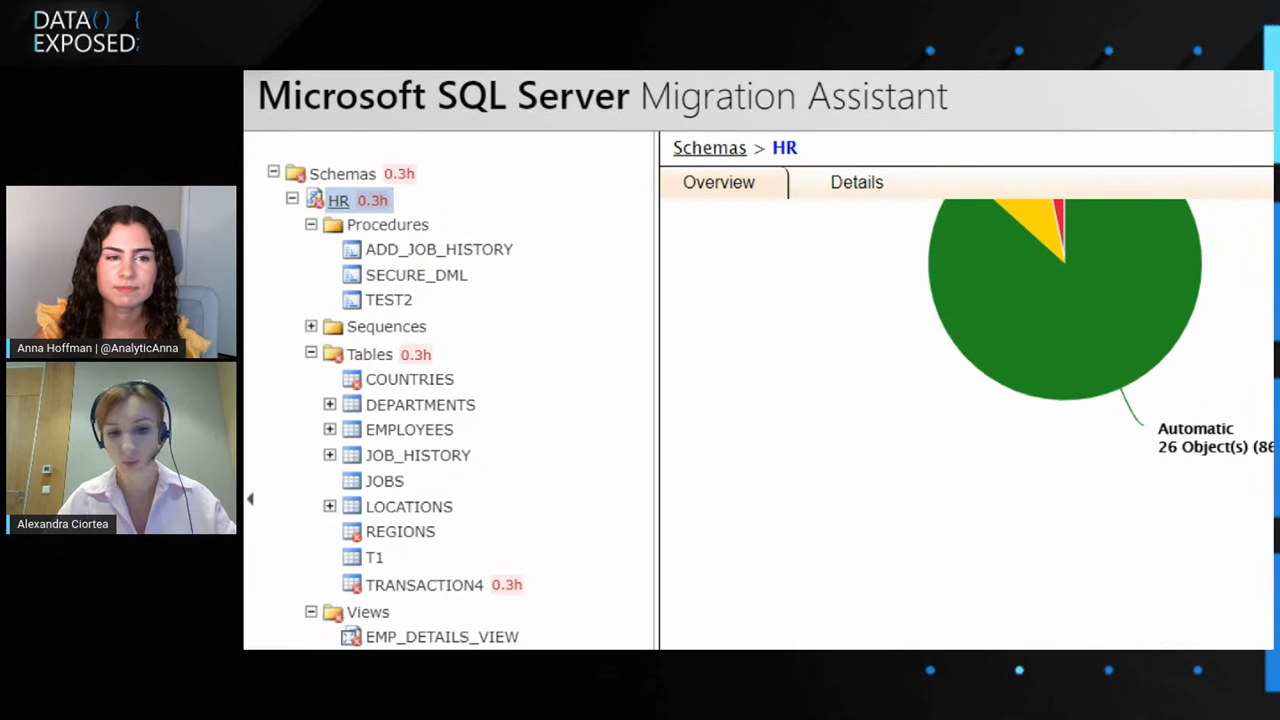 DATA() {
EXPOSED;
Microsoft SQL Server Migration Assistant
Schemas 0.3h
HR 0.3h
Procedures
ADD_JOB_HISTORY
SECURE_DML
TEST2
Sequences
Tables 0.3h
COUNTRIES
DEPARTMENTS
EMPLOYEES
JOB_HISTORY
JOBS
LOCATIONS
REGIONS
T1
TRANSACTION4 0.3h
Views
EMP_DETAILS_VIEW
Schemas > HR
Overview Details
Automatic
26 Object(s) (86
Anna Hoffman | @AnalyticAnna
Alexandra Ciortea